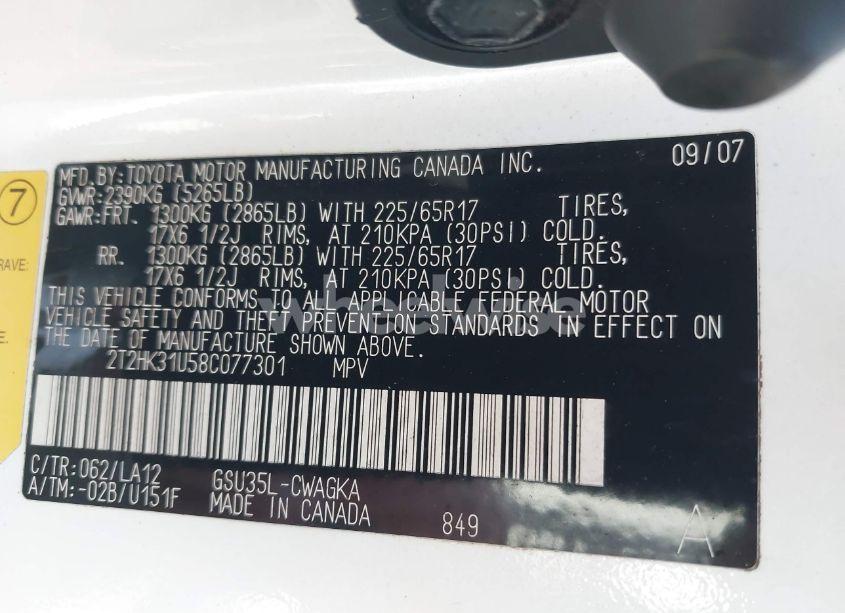 7
MFD.BY:TOYOTA MOTOR MANUFACTURING CANADA INC. 09/07
GVWR:2390KG (5265LB)
GAWR:FRT. 1300KG (2865LB) WITH 225/65R17 TIRES,
17X6 1/2J RIMS, AT 210KPA (30PSI) COLD.
RR. 1300KG (2865LB) WITH 225/65R17 TIRES,
17X6 1/2J RIMS, AT 210KPA (30PSI) COLD.
THIS VEHICLE CONFORMS TO ALL APPLICABLE FEDERAL MOTOR
VEHICLE SAFETY AND THEFT PREVENTION STANDARDS IN EFFECT ON
THE DATE OF MANUFACTURE SHOWN ABOVE.
2T2HK31U58C077301 MPV
C/TR:062/LA12 GSU35L-CWAGKA
A/TM:-02B/U151F MADE IN CANADA 849 A
RAVE:
wheelwise